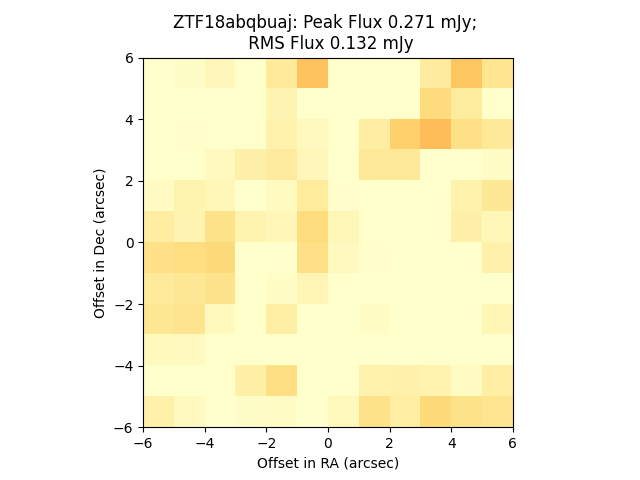 ZTF18abqbuaj: Peak Flux 0.271 mJy;
RMS Flux 0.132 mJy
6
4
2
0
−2
−4
−6
Offset in Dec (arcsec)
−6 −4 −2 0 2 4 6
Offset in RA (arcsec)